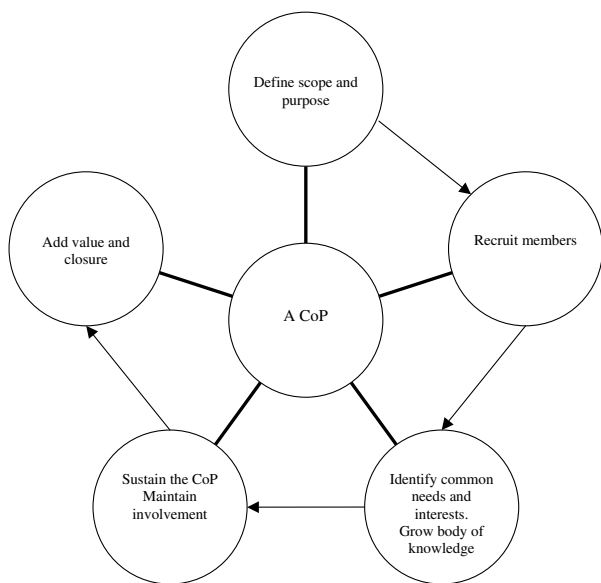 Define scope and
purpose
Recruit members
Add value and
closure
A CoP
Sustain the CoP
Maintain
involvement
Identify common
needs and
interests.
Grow body of
knowledge